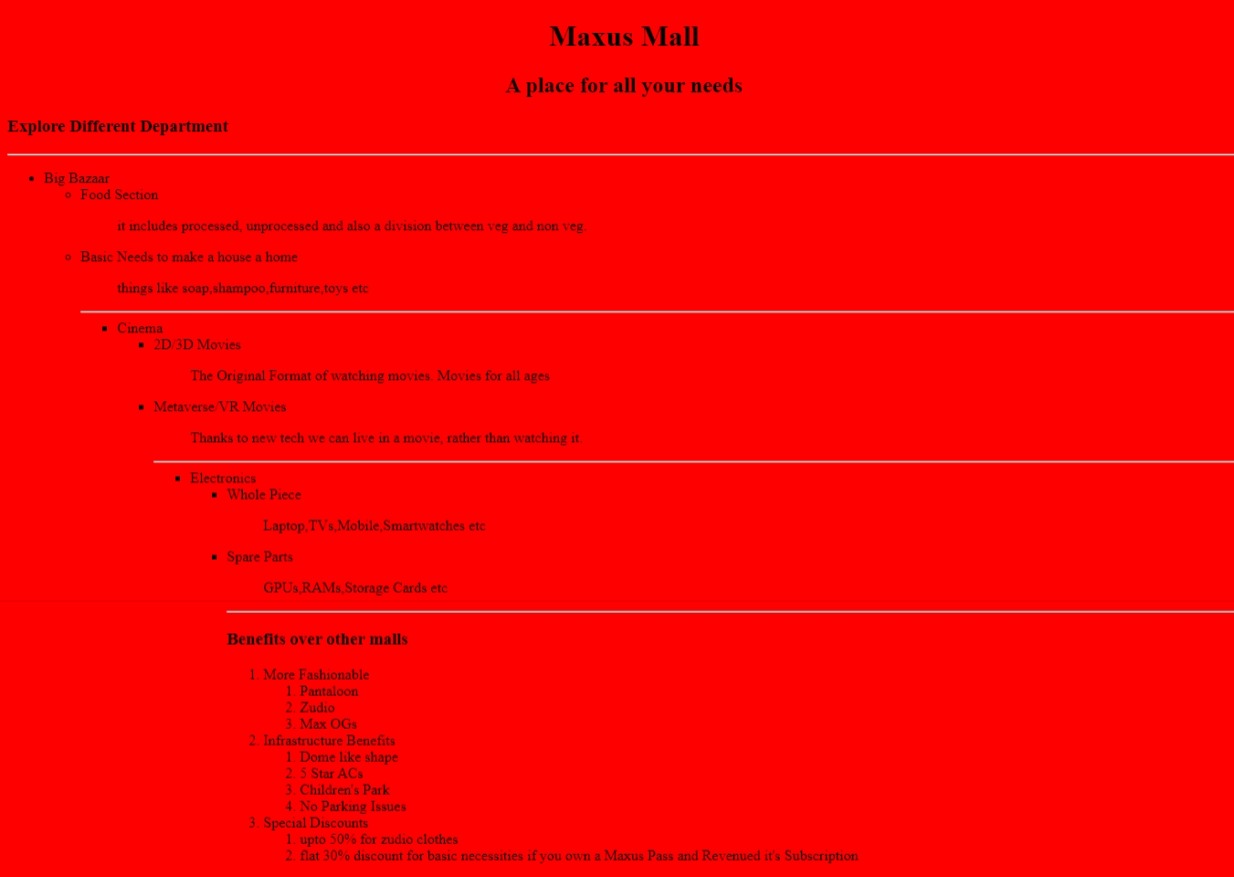 Maxus Mall
A place for all your needs
Explore Different Department
Big Bazaar
Food Section
it includes processed, unprocessed and also a division between veg and non veg.
Basic Needs to make a house a home
things like soap,shampoo,furniture,toys etc
Cinema
2D/3D Movies
The Original Format of watching movies. Movies for all ages
Metaverse/VR Movies
Thanks to new tech we can live in a movie, rather than watching it.
Electronics
Whole Piece
Laptop,TVs,Mobile,Smartwatches etc
Spare Parts
GPUs,RAMs,Storage Cards etc
Benefits over other malls
1. More Fashionable
1. Pantaloon
2. Zudio
3. Max OGs
2. Infrastructure Benefits
1. Dome like shape
2. 5 Star ACs
3. Children's Park
4. No Parking Issues
3. Special Discounts
1. upto 50% for zudio clothes
2. flat 30% discount for basic necessities if you own a Maxus Pass and Revenued it's Subscription